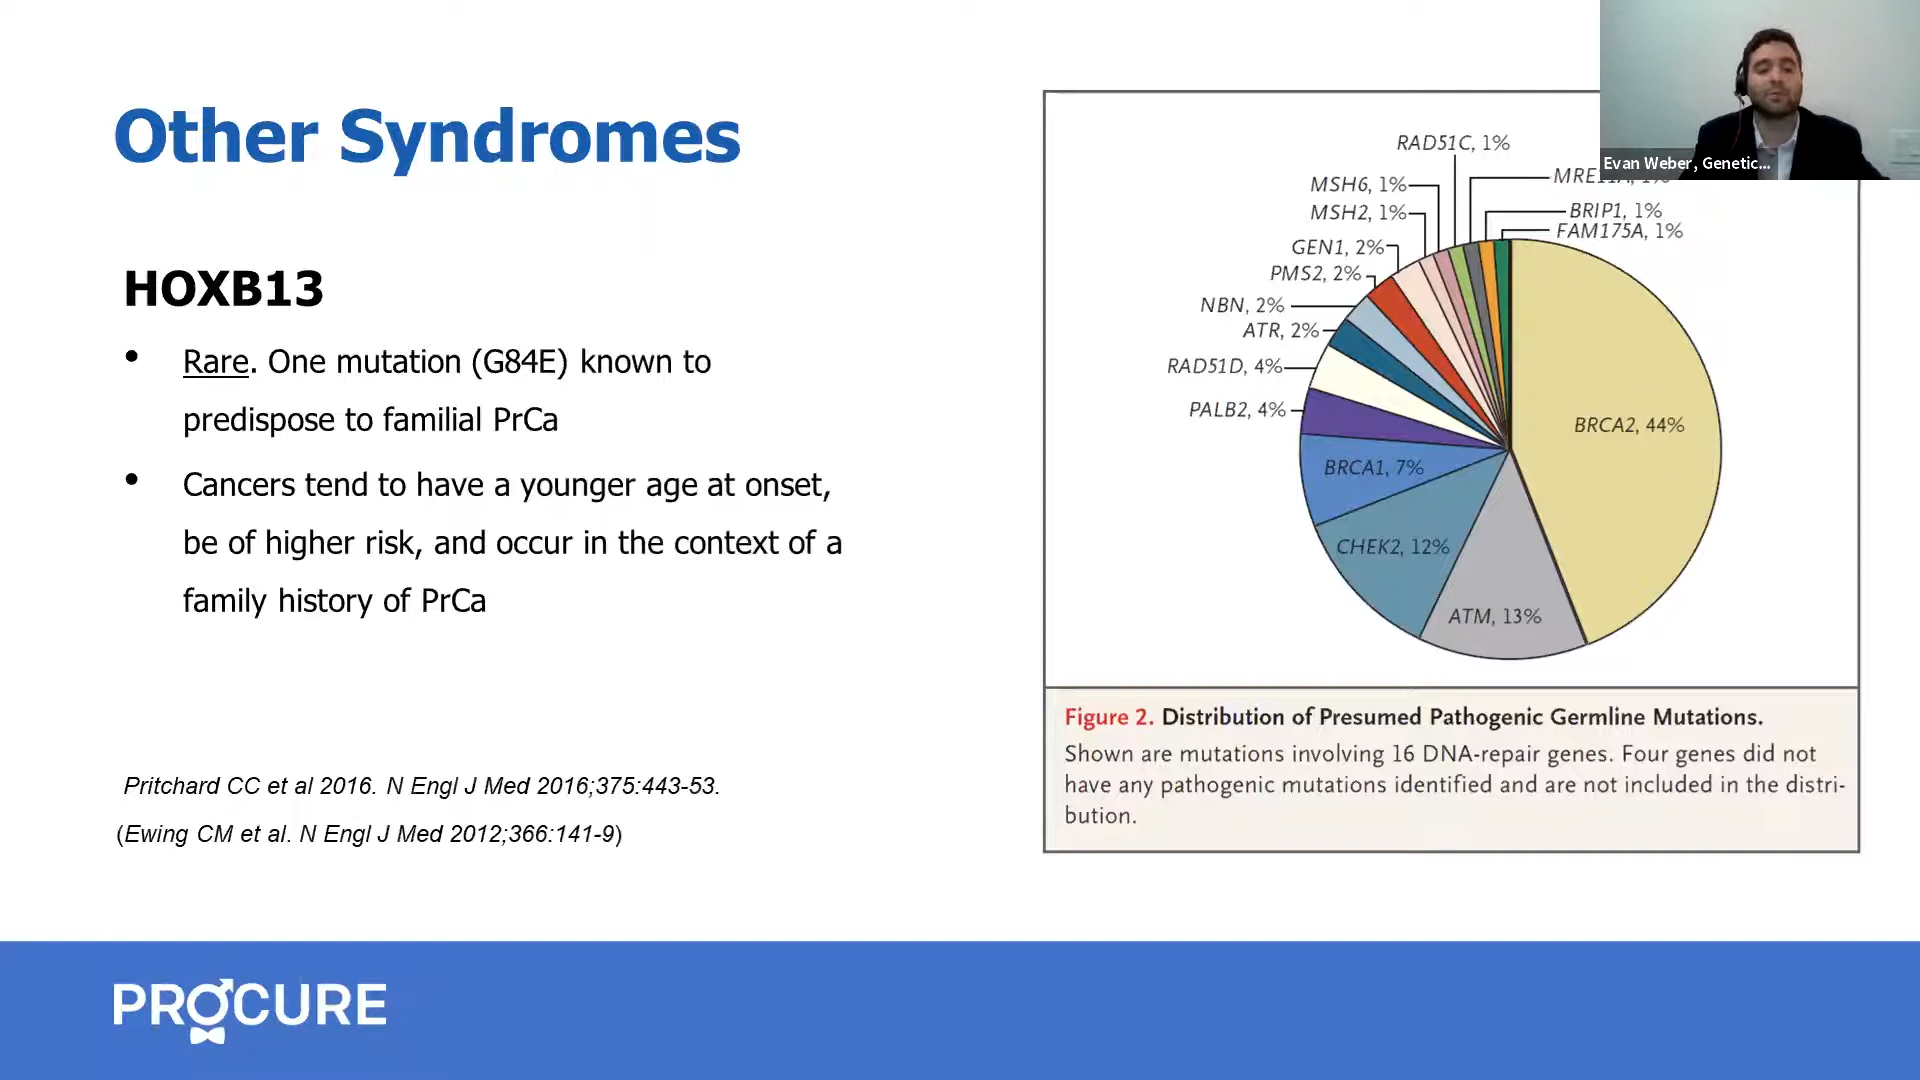 Other Syndromes
HOXB13
• Rare. One mutation (G84E) known to
predispose to familial PrCa
• Cancers tend to have a younger age at onset,
be of higher risk, and occur in the context of a
family history of PrCa
Pritchard CC et al 2016. N Engl J Med 2016;375:443-53.
(Ewing CM et al. N Engl J Med 2012;366:141-9)
RAD51C, 1%
MSH6, 1%
MSH2, 1%
GEN1, 2%
PMS2, 2%
NBN, 2%
ATR, 2%
RAD51D, 4%
PALB2, 4%
BRCA1, 7%
CHEK2, 12%
ATM, 13%
BRCA2, 44%
BRIP1, 1%
FAM175A, 1%
Figure 2. Distribution of Presumed Pathogenic Germline Mutations.
Shown are mutations involving 16 DNA-repair genes. Four genes did not
have any pathogenic mutations identified and are not included in the distri-
bution.
Evan Weber, Genetic...
PROCURE